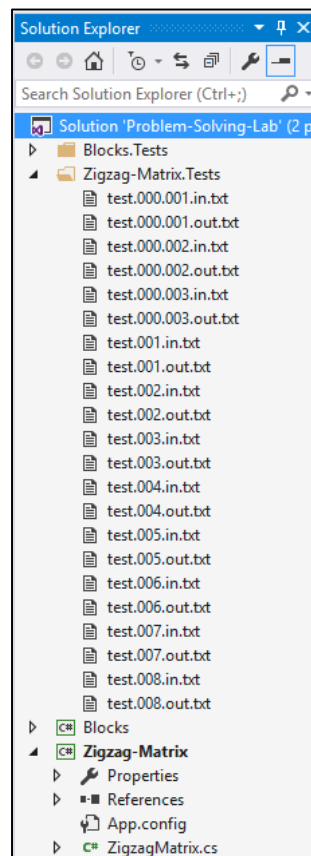 Solution Explorer
Search Solution Explorer (Ctrl+;)
Solution 'Problem-Solving-Lab' (2 p
Blocks.Tests
Zigzag-Matrix.Tests
test.000.001.in.txt
test.000.001.out.txt
test.000.002.in.txt
test.000.002.out.txt
test.000.003.in.txt
test.000.003.out.txt
test.001.in.txt
test.001.out.txt
test.002.in.txt
test.002.out.txt
test.003.in.txt
test.003.out.txt
test.004.in.txt
test.004.out.txt
test.005.in.txt
test.005.out.txt
test.006.in.txt
test.006.out.txt
test.007.in.txt
test.007.out.txt
test.008.in.txt
test.008.out.txt
C# Blocks
C# Zigzag-Matrix
Properties
References
App.config
C# ZigzagMatrix.cs